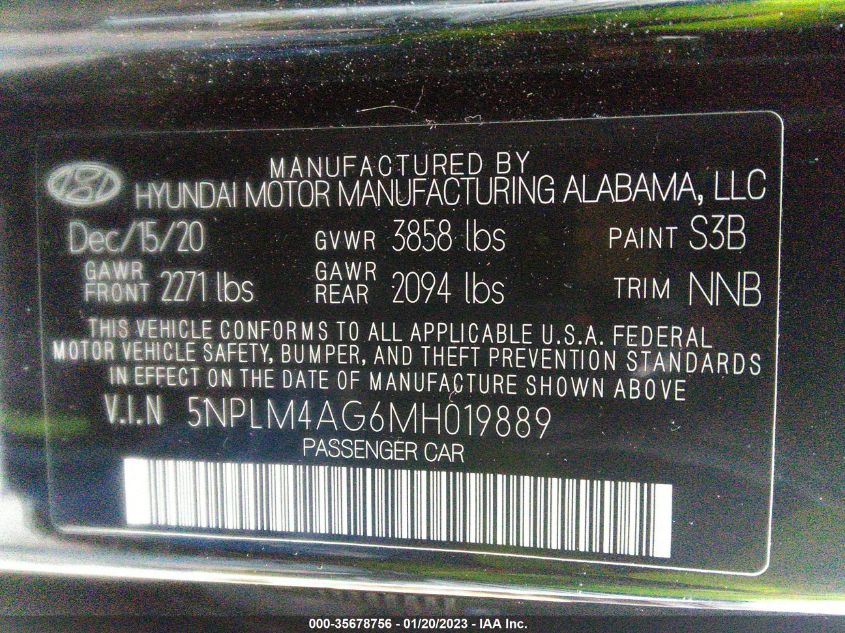 MANUFACTURED BY
HYUNDAI MOTOR MANUFACTURING ALABAMA, LLC
Dec/15/20 GVWR 3858 lbs PAINT S3B
GAWR FRONT 2271 lbs GAWR REAR 2094 lbs TRIM NNB
THIS VEHICLE CONFORMS TO ALL APPLICABLE U.S.A. FEDERAL
MOTOR VEHICLE SAFETY, BUMPER, AND THEFT PREVENTION STANDARDS
IN EFFECT ON THE DATE OF MANUFACTURE SHOWN ABOVE
V.I.N 5NPLM4AG6MH019889
PASSENGER CAR
000-35678756 - 01/20/2023 - IAA Inc.